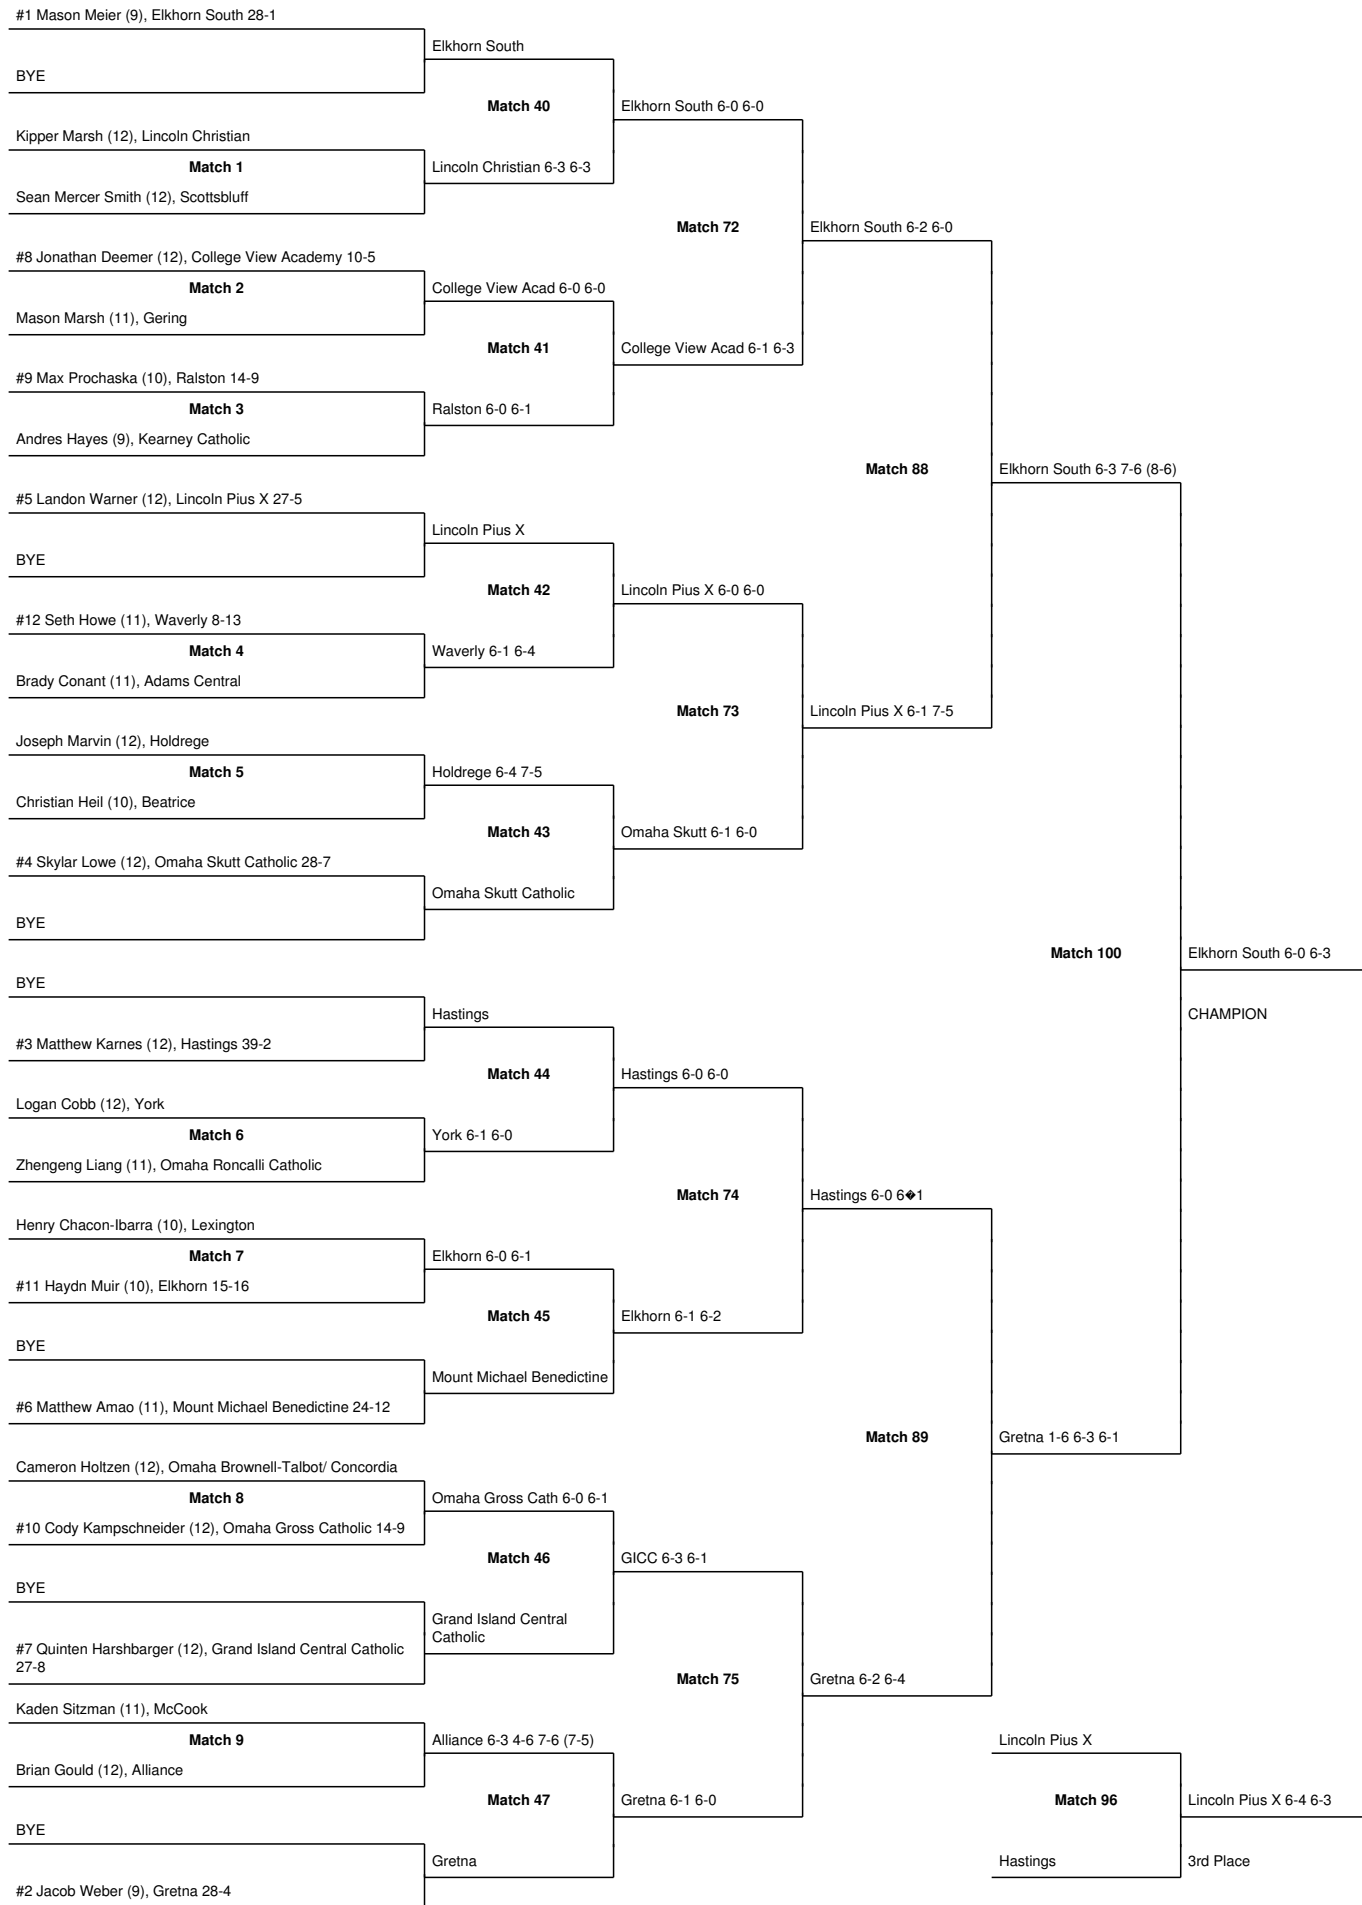 #1 Mason Meier (9), Elkhorn South 28-1
Elkhorn South
BYE
Match 40
Elkhorn South 6-0 6-0
Kipper Marsh (12), Lincoln Christian
Match 1
Lincoln Christian 6-3 6-3
Sean Mercer Smith (12), Scottsbluff
Match 72
Elkhorn South 6-2 6-0
#8 Jonathan Deemer (12), College View Academy 10-5
Match 2
College View Acad 6-0 6-0
Mason Marsh (11), Gering
Match 41
College View Acad 6-1 6-3
#9 Max Prochaska (10), Ralston 14-9
Match 3
Ralston 6-0 6-1
Andres Hayes (9), Kearney Catholic
Match 88
Elkhorn South 6-3 7-6 (8-6)
#5 Landon Warner (12), Lincoln Pius X 27-5
Lincoln Pius X
BYE
Match 42
Lincoln Pius X 6-0 6-0
#12 Seth Howe (11), Waverly 8-13
Match 4
Waverly 6-1 6-4
Brady Conant (11), Adams Central
Match 73
Lincoln Pius X 6-1 7-5
Joseph Marvin (12), Holdrege
Match 5
Holdrege 6-4 7-5
Christian Heil (10), Beatrice
Match 43
Omaha Skutt 6-1 6-0
#4 Skylar Lowe (12), Omaha Skutt Catholic 28-7
Omaha Skutt Catholic
BYE
Match 100
Elkhorn South 6-0 6-3
BYE
Hastings
CHAMPION
#3 Matthew Karnes (12), Hastings 39-2
Match 44
Hastings 6-0 6-0
Logan Cobb (12), York
Match 6
York 6-1 6-0
Zhengeng Liang (11), Omaha Roncalli Catholic
Match 74
Hastings 6-0 6�1
Henry Chacon-Ibarra (10), Lexington
Match 7
Elkhorn 6-0 6-1
#11 Haydn Muir (10), Elkhorn 15-16
Match 45
Elkhorn 6-1 6-2
BYE
Mount Michael Benedictine
#6 Matthew Amao (11), Mount Michael Benedictine 24-12
Match 89
Gretna 1-6 6-3 6-1
Cameron Holtzen (12), Omaha Brownell-Talbot/ Concordia
Match 8
Omaha Gross Cath 6-0 6-1
#10 Cody Kampschneider (12), Omaha Gross Catholic 14-9
Match 46
GICC 6-3 6-1
BYE
Grand Island Central
Catholic
#7 Quinten Harshbarger (12), Grand Island Central Catholic
27-8
Match 75
Gretna 6-2 6-4
Kaden Sitzman (11), McCook
Match 9
Alliance 6-3 4-6 7-6 (7-5)
Lincoln Pius X
Brian Gould (12), Alliance
Match 47
Gretna 6-1 6-0
Match 96
Lincoln Pius X 6-4 6-3
BYE
Gretna
Hastings
3rd Place
#2 Jacob Weber (9), Gretna 28-4